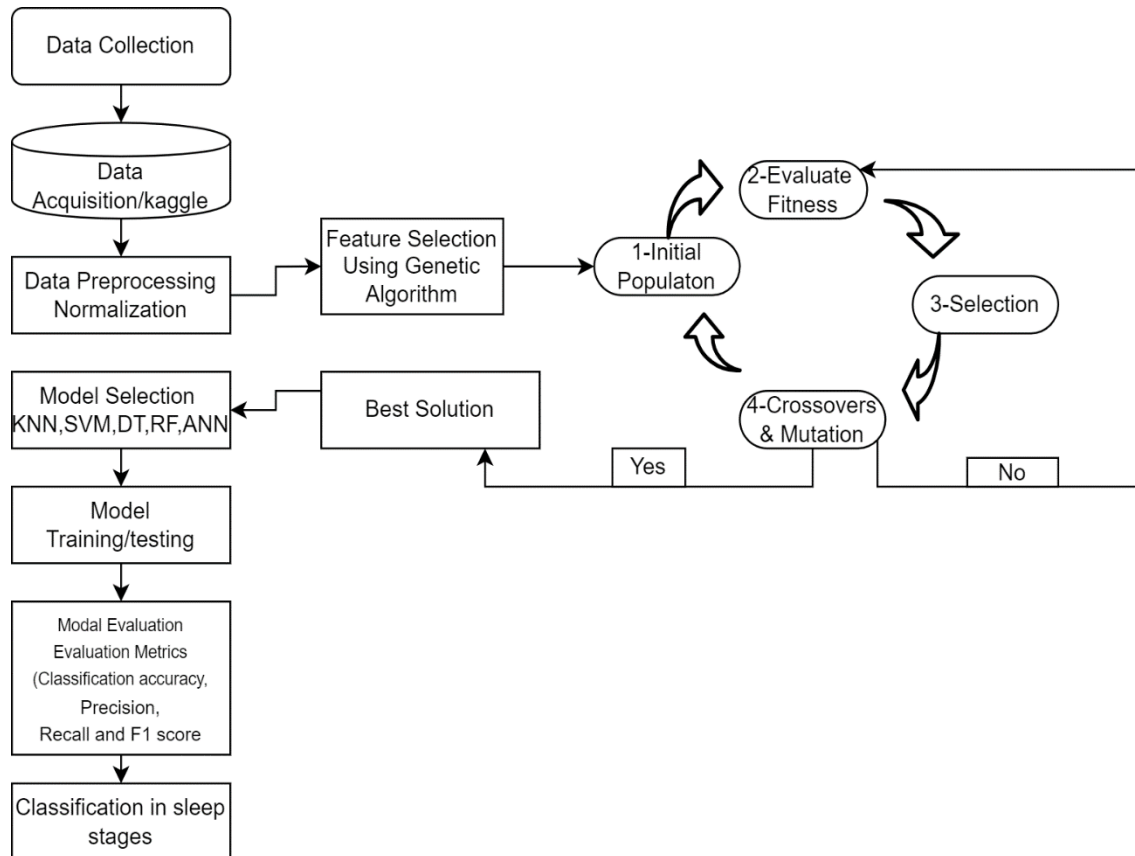 Data Collection
Data
Acquisition/kaggle
Data Preprocessing
Normalization
Feature Selection
Using Genetic
Algorithm
1-Initial
Populaton
2-Evaluate
Fitness
3-Selection
4-Crossovers
& Mutation
Yes
No
Best Solution
Model Selection
KNN,SVM,DT,RF,ANN
Model
Training/testing
Modal Evaluation
Evaluation Metrics
(Classification accuracy,
Precision,
Recall and F1 score
Classification in sleep
stages